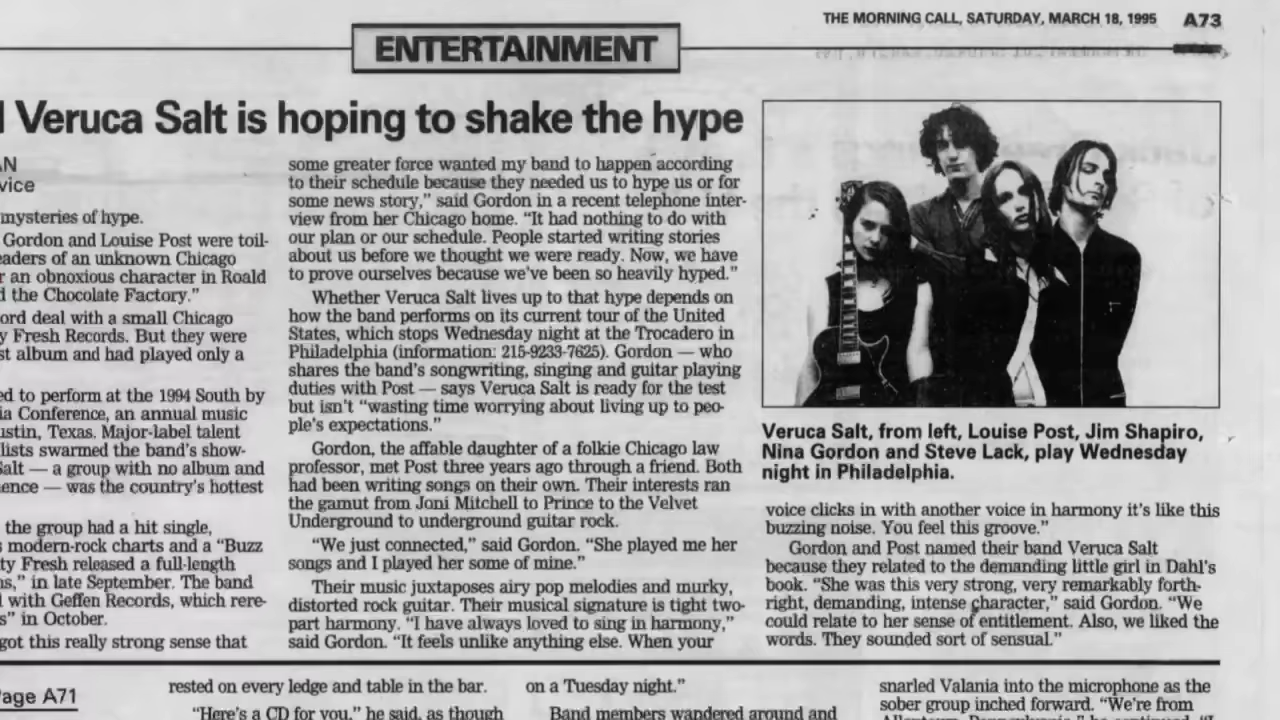 THE MORNING CALL, SATURDAY, MARCH 18, 1995 A73
ENTERTAINMENT
Veruca Salt is hoping to shake the hype
AN
vice
mysteries of hype.
Gordon and Louise Post were toil-
eaders of an unknown Chicago
r an obnoxious character in Roald
d the Chocolate Factory."
ord deal with a small Chicago
y Fresh Records. But they were
st album and had played only a
ed to perform at the 1994 South by
ia Conference, an annual music
ustin, Texas. Major-label talent
lists swarmed the band's show-
Salt — a group with no album and
ience — was the country's hottest
the group had a hit single,
s modern-rock charts and a "Buzz
ty Fresh released a full-length
ns," in late September. The band
l with Geffen Records, which rere-
s" in October.
got this really strong sense that
some greater force wanted my band to happen according
to their schedule because they needed us to hype us or for
some news story," said Gordon in a recent telephone inter-
view from her Chicago home. "It had nothing to do with
our plan or our schedule. People started writing stories
about us before we thought we were ready. Now, we have
to prove ourselves because we've been so heavily hyped."
Whether Veruca Salt lives up to that hype depends on
how the band performs on its current tour of the United
States, which stops Wednesday night at the Trocadero in
Philadelphia (information: 215-9233-7625). Gordon — who
shares the band's songwriting, singing and guitar playing
duties with Post — says Veruca Salt is ready for the test
but isn't "wasting time worrying about living up to peo-
ple's expectations."
Gordon, the affable daughter of a folkie Chicago law
professor, met Post three years ago through a friend. Both
had been writing songs on their own. Their interests ran
the gamut from Joni Mitchell to Prince to the Velvet
Underground to underground guitar rock.
"We just connected," said Gordon. "She played me her
songs and I played her some of mine."
Their music juxtaposes airy pop melodies and murky,
distorted rock guitar. Their musical signature is tight two-
part harmony. "I have always loved to sing in harmony,"
said Gordon. "It feels unlike anything else. When your
Veruca Salt, from left, Louise Post, Jim Shapiro,
Nina Gordon and Steve Lack, play Wednesday
night in Philadelphia.
voice clicks in with another voice in harmony it's like this
buzzing noise. You feel this groove."
Gordon and Post named their band Veruca Salt
because they related to the demanding little girl in Dahl's
book. "She was this very strong, very remarkably forth-
right, demanding, intense character," said Gordon. "We
could relate to her sense of entitlement. Also, we liked the
words. They sounded sort of sensual."
age A71
rested on every ledge and table in the bar.
"Here's a CD for you," he said, as though
on a Tuesday night."
Band members wandered around and
snarled Valania into the microphone as the
sober group inched forward. "We're from